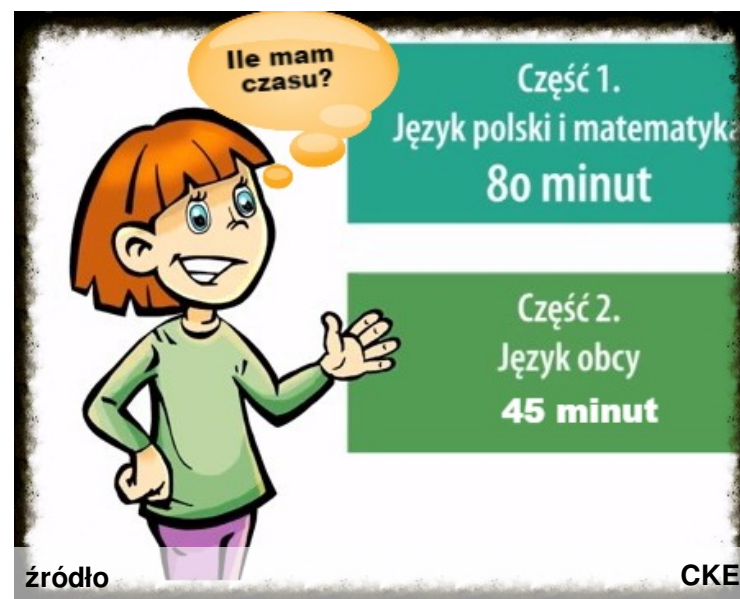 Ile mam
czasu?
Część 1.
Język polski i matematyka
80 minut
Część 2.
Język obcy
45 minut
źródło
CKE